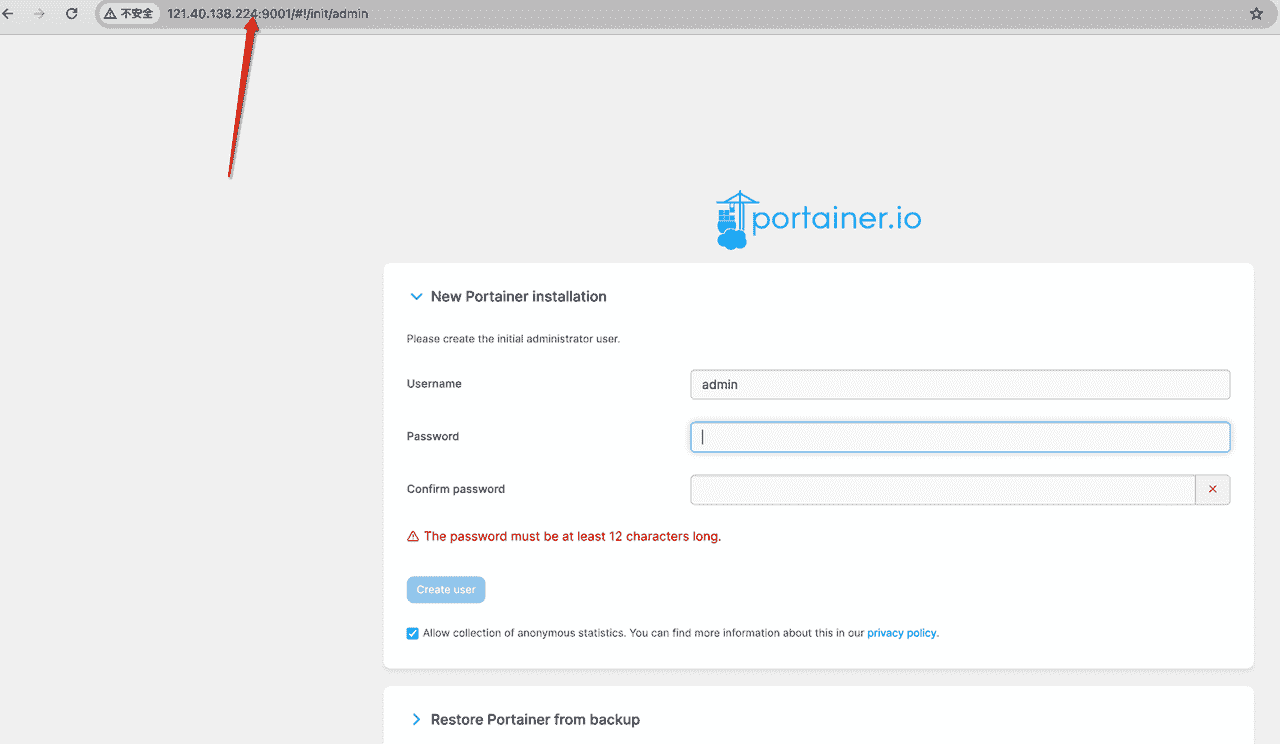 不安全 121.40.138.224:9001/#!/init/admin
portainer.io
New Portainer installation
Please create the initial administrator user.
Username admin
Password
Confirm password
The password must be at least 12 characters long.
Create user
Allow collection of anonymous statistics. You can find more information about this in our privacy policy.
Restore Portainer from backup